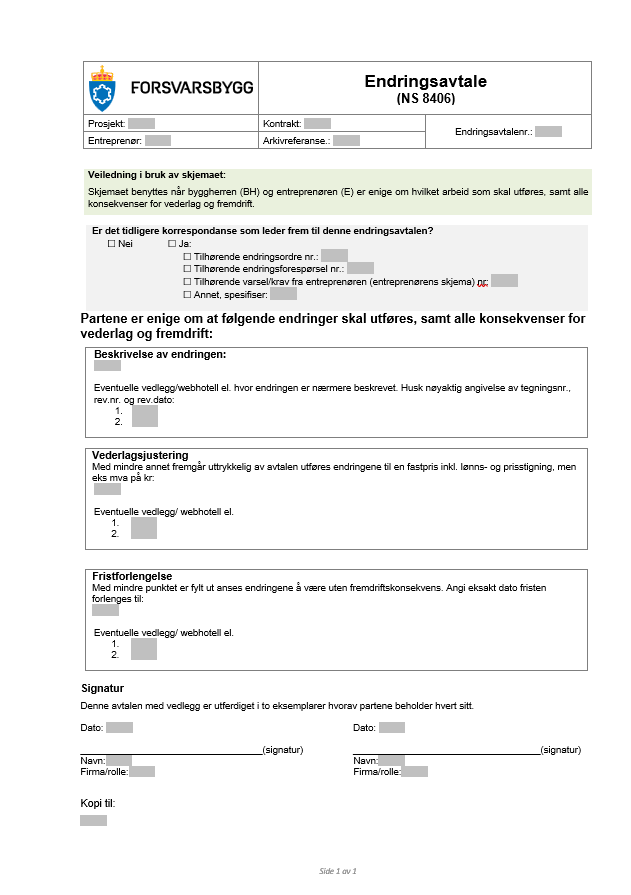 FORSVARSBYGG
Endringsavtale
(NS 8406)
Prosjekt:
Kontrakt:
Endringsavtalenr.:
Entreprenør:
Arkivreferanse.:
Veiledning i bruk av skjemaet:
Skjemaet benyttes når byggherren (BH) og entreprenøren (E) er enige om hvilket arbeid som skal utføres, samt alle
konsekvenser for vederlag og fremdrift.
Er det tidligere korrespondanse som leder frem til denne endringsavtalen?
☐ Nei ☐ Ja:
☐ Tilhørende endringsordre nr.:
☐ Tilhørende endringsforespørsel nr.:
☐ Tilhørende varsel/krav fra entreprenøren (entreprenørens skjema) nr:
☐ Annet, spesifiser:
Partene er enige om at følgende endringer skal utføres, samt alle konsekvenser for
vederlag og fremdrift:
Beskrivelse av endringen:
Eventuelle vedlegg/webhotell el. hvor endringen er nærmere beskrevet. Husk nøyaktig angivelse av tegningsnr.,
rev.nr. og rev.dato:
1.
2.
Vederlagsjustering
Med mindre annet fremgår uttrykkelig av avtalen utføres endringene til en fastpris inkl. lønns- og prisstigning, men
eks mva på kr:
Eventuelle vedlegg/ webhotell el.
1.
2.
Fristforlengelse
Med mindre punktet er fylt ut anses endringene å være uten fremdriftskonsekvens. Angi eksakt dato fristen
forlenges til:
Eventuelle vedlegg/ webhotell el.
1.
2.
Signatur
Denne avtalen med vedlegg er utferdiget i to eksemplarer hvorav partene beholder hvert sitt.
Dato:
Dato:
(signatur)
(signatur)
Navn:
Navn:
Firma/rolle:
Firma/rolle:
Kopi til:
Side 1 av 1